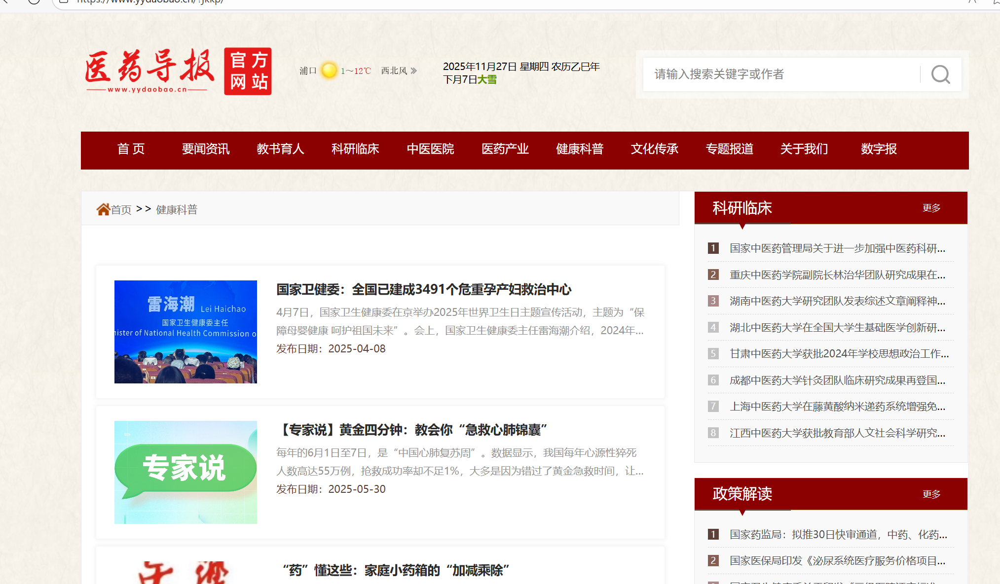 https://www.yydaobao.cn/?jkkp/
医药导报
www.yydaobao.cn
官方
网站
浦口 1～12℃ 西北风
2025年11月27日 星期四 农历乙巳年
下月7日大雪
请输入搜索关键字或作者
首 页 要闻资讯 教书育人 科研临床 中医医院 医药产业 健康科普 文化传承 专题报道 关于我们 数字报
首页 >> 健康科普
雷海潮 Lei Haichao
国家卫生健康委主任
ister of National Health Commission o
国家卫健委：全国已建成3491个危重孕产妇救治中心
4月7日，国家卫生健康委在京举办2025年世界卫生日主题宣传活动，主题为“保
障母婴健康 呵护祖国未来”。会上，国家卫生健康委主任雷海潮介绍，2024年...
发布日期：2025-04-08
专家说
【专家说】黄金四分钟：教会你“急救心肺锦囊”
每年的6月1日至7日，是“中国心肺复苏周”。数据显示，我国每年心源性猝死
人数高达55万例，抢救成功率却不足1%，大多是因为错过了黄金急救时间，让...
发布日期：2025-05-30
“药”懂这些：家庭小药箱的“加减乘除”
科研临床 更多
1 国家中医药管理局关于进一步加强中医药科研...
2 重庆中医药学院副院长林治华团队研究成果在...
3 湖南中医药大学研究团队发表综述文章阐释神...
4 湖北中医药大学在全国大学生基础医学创新研...
5 甘肃中医药大学获批2024年学校思想政治工作...
6 成都中医药大学针灸团队临床研究成果再登国...
7 上海中医药大学在藤黄酸纳米递药系统增强免...
8 江西中医药大学获批教育部人文社会科学研究...
政策解读 更多
1 国家药监局：拟推30日快审通道，中药、化药...
2 国家医保局印发《泌尿系统医疗服务价格项目...